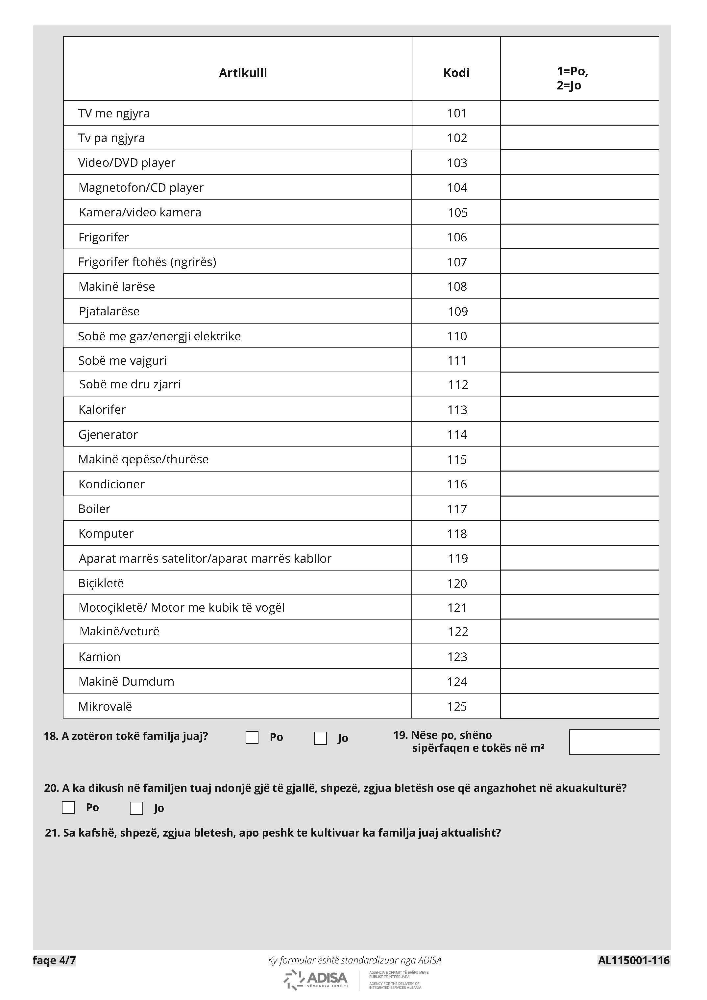 Artikulli Kodi 1=Po,
2=Jo
TV me ngjyra 101
Tv pa ngjyra 102
Video/DVD player 103
Magnetofon/CD player 104
Kamera/video kamera 105
Frigorifer 106
Frigorifer ftohës (ngrirës) 107
Makinë larëse 108
Pjatalarëse 109
Sobë me gaz/energji elektrike 110
Sobë me vajguri 111
Sobë me dru zjarri 112
Kalorifer 113
Gjenerator 114
Makinë qepëse/thurëse 115
Kondicioner 116
Boiler 117
Komputer 118
Aparat marrës satelitor/aparat marrës kabllor 119
Biçikletë 120
Motoçikletë/ Motor me kubik të vogël 121
Makinë/veturë 122
Kamion 123
Makinë Dumdum 124
Mikrovalë 125
18. A zotëron tokë familja juaj? Po Jo 19. Nëse po, shëno
sipërfaqen e tokës në m²
20. A ka dikush në familjen tuaj ndonjë gjë të gjallë, shpezë, zgjua bletësh ose që angazhohet në akuakulturë?
Po Jo
21. Sa kafshë, shpezë, zgjua bletesh, apo peshk te kultivuar ka familja juaj aktualisht?
faqe 4/7 Ky formular është standardizuar nga ADISA AL115001-116
ADISA
VËMENDJA JONË,TI
AGJENCIA E OFRIMIT TË SHËRBIMEVE
PUBLIKE TË INTEGRUARA
AGENCY FOR THE DELIVERY OF
INTEGRATED SERVICES ALBANIA